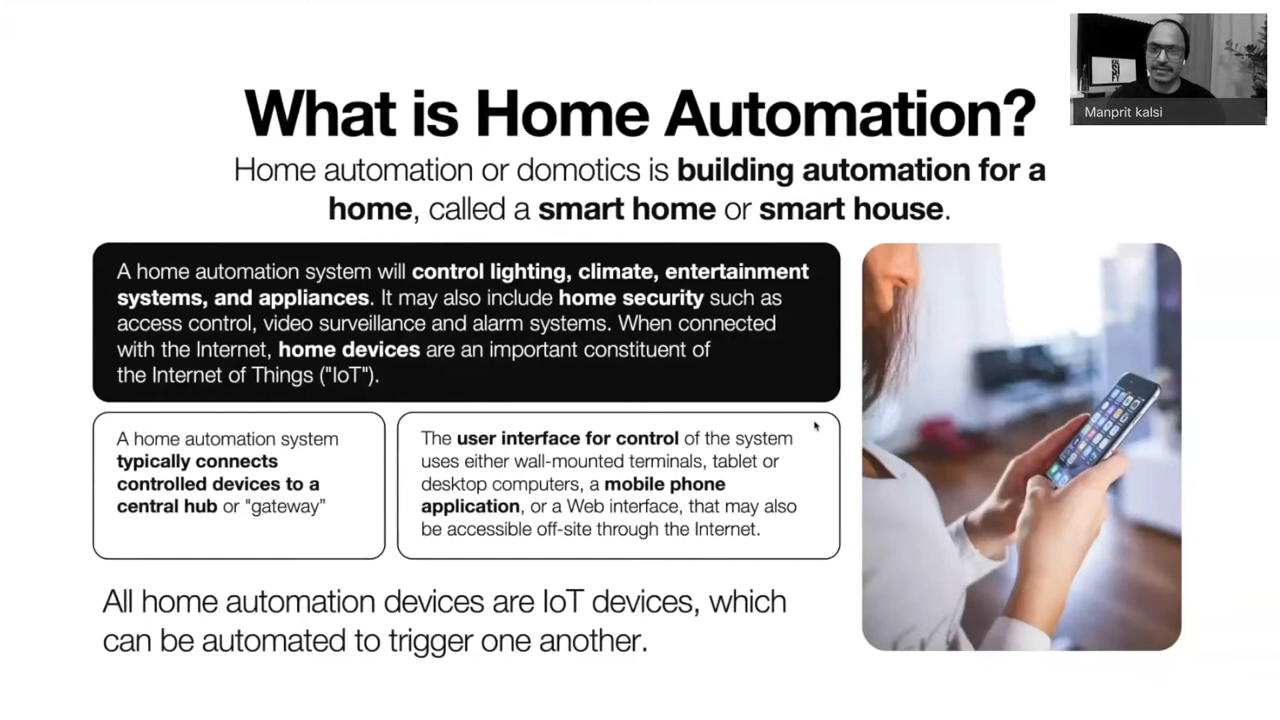 What is Home Automation?
Home automation or domotics is building automation for a
home, called a smart home or smart house.
A home automation system will control lighting, climate, entertainment
systems, and appliances. It may also include home security such as
access control, video surveillance and alarm systems. When connected
with the Internet, home devices are an important constituent of
the Internet of Things ("IoT").
A home automation system
typically connects
controlled devices to a
central hub or "gateway”
The user interface for control of the system
uses either wall-mounted terminals, tablet or
desktop computers, a mobile phone
application, or a Web interface, that may also
be accessible off-site through the Internet.
All home automation devices are IoT devices, which
can be automated to trigger one another.
Manprit kalsi